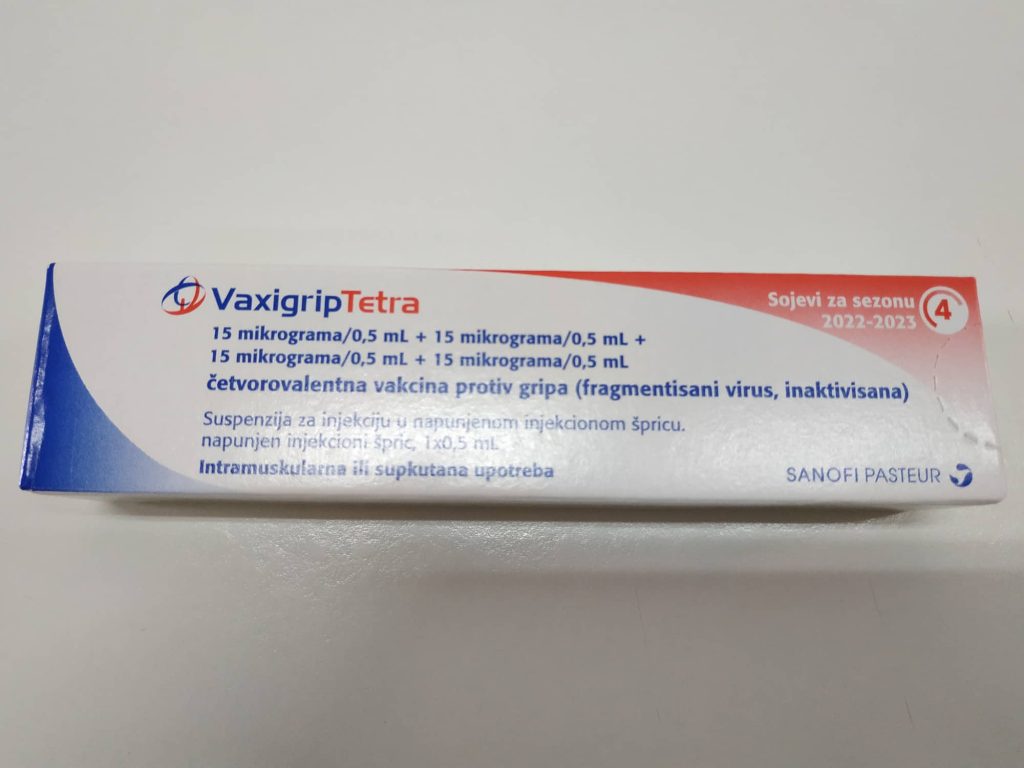 VaxigripTetra
Sojevi za sezonu
2022-2023
4
15 mikrograma/0,5 mL + 15 mikrograma/0,5 mL +
15 mikrograma/0,5 mL + 15 mikrograma/0,5 mL
četvorovalentna vakcina protiv gripa (fragmentisani virus, inaktivisana)
Suspenzija za injekciju u napunjenom injekcionom špricu.
napunjen injekcioni špric, 1x0,5 mL
Intramuskularna ili supkutana upotreba
SANOFI PASTEUR